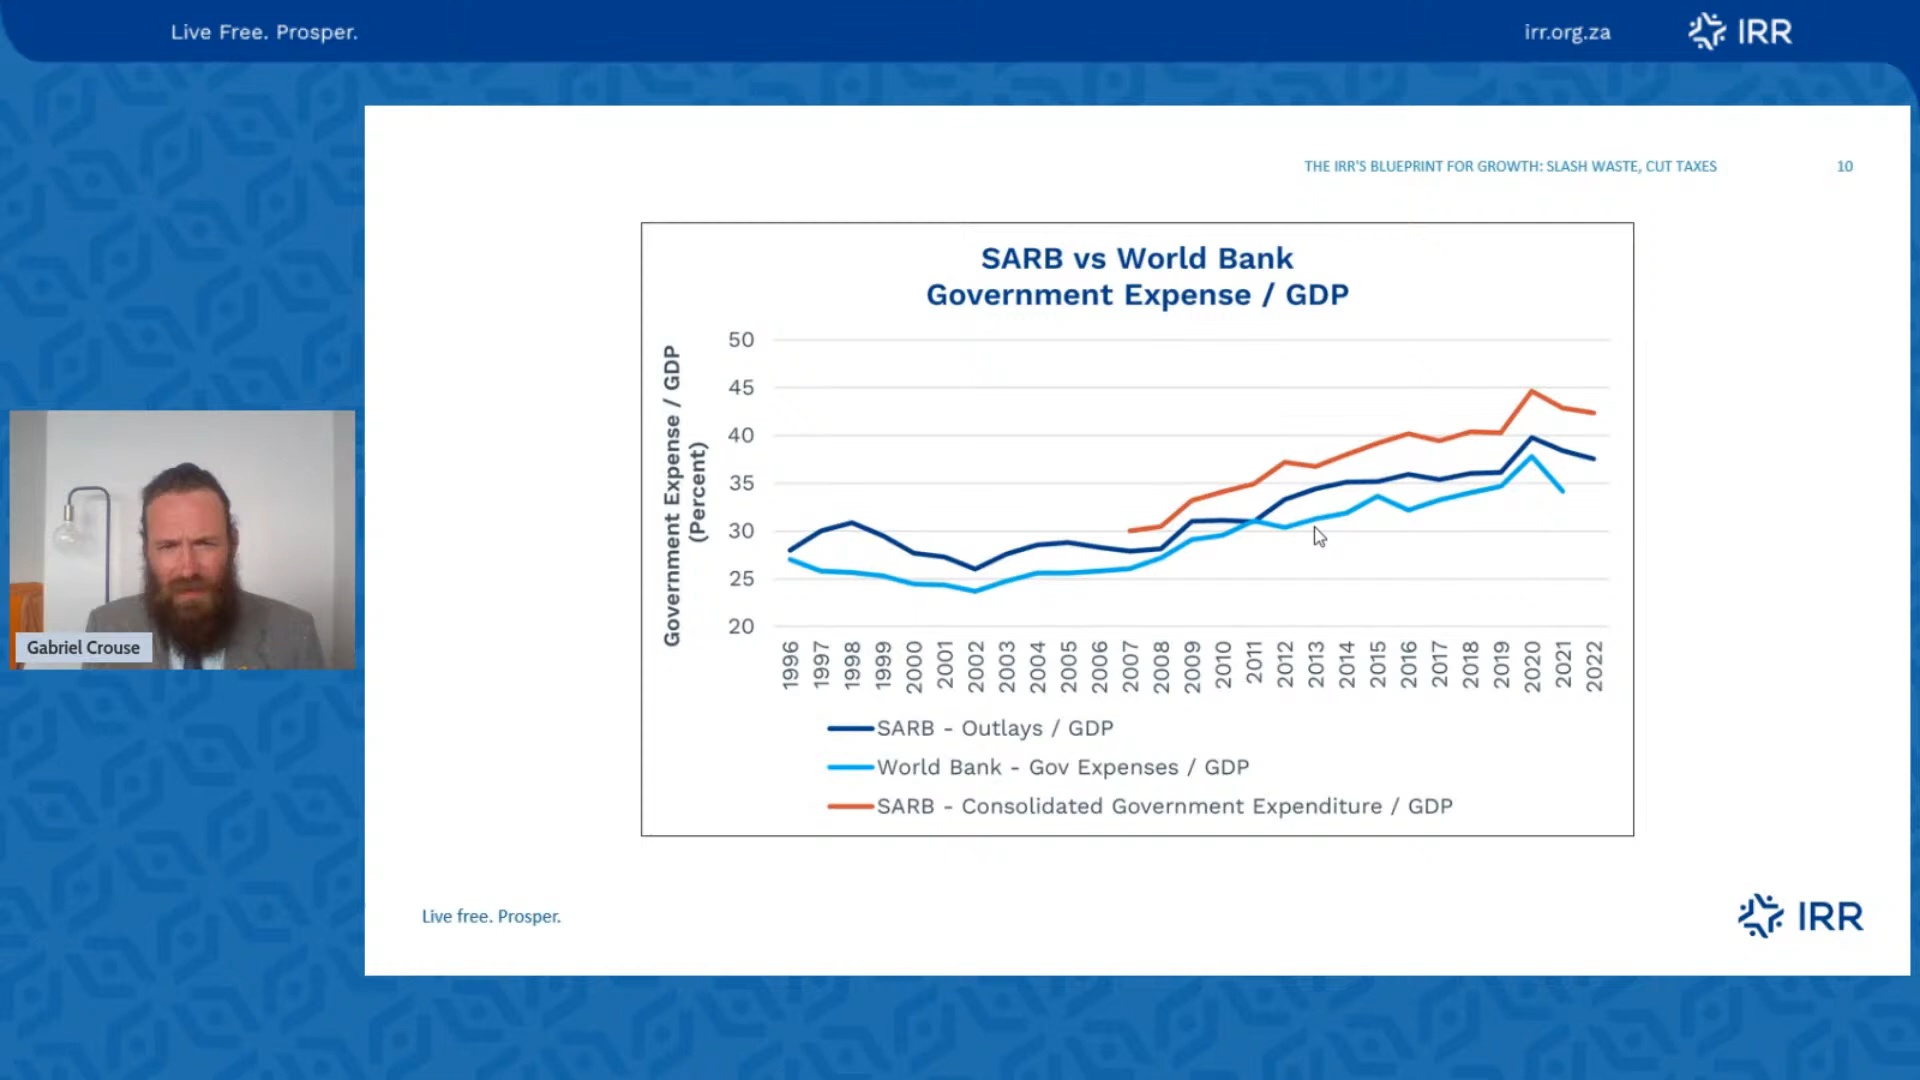 Live Free. Prosper.
irr.org.za
IRR
THE IRR'S BLUEPRINT FOR GROWTH: SLASH WASTE, CUT TAXES
10
SARB vs World Bank
Government Expense / GDP
Government Expense / GDP
(Percent)
50
45
40
35
30
25
20
1996
1997
1998
1999
2000
2001
2002
2003
2004
2005
2006
2007
2008
2009
2010
2011
2012
2013
2014
2015
2016
2017
2018
2019
2020
2021
2022
SARB - Outlays / GDP
World Bank - Gov Expenses / GDP
SARB - Consolidated Government Expenditure / GDP
Gabriel Crouse
Live free. Prosper.
IRR